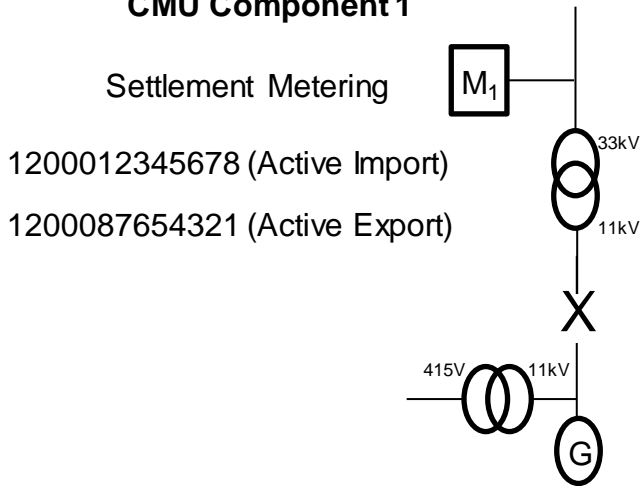 CMU Component 1
Settlement Metering
M₁
1200012345678 (Active Import)
33kV
1200087654321 (Active Export)
11kV
X
415V
11kV
G